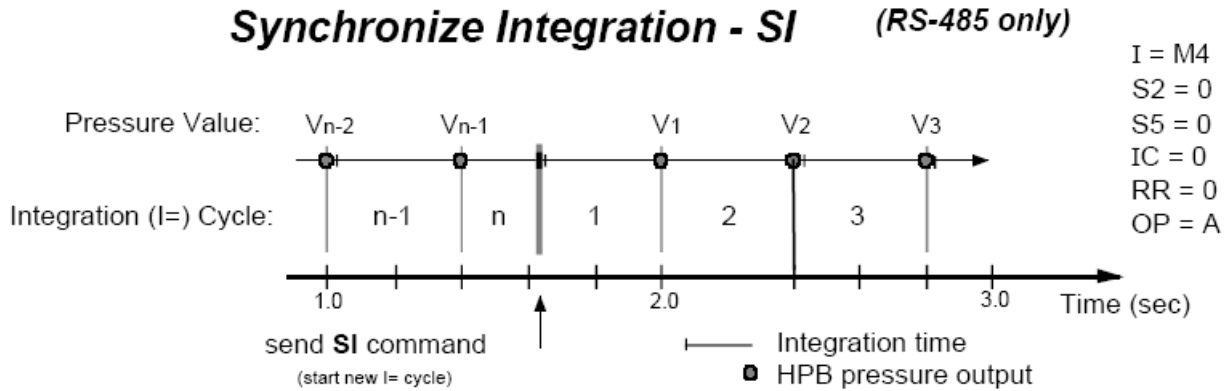 Synchronize Integration - SI (RS-485 only)
I = M4
S2 = 0
S5 = 0
IC = 0
RR = 0
OP = A
Pressure Value: Vn-2 Vn-1 V1 V2 V3
Integration (I=) Cycle: n-1 n 1 2 3
1.0 2.0 3.0 Time (sec)
send SI command
(start new I= cycle)
Integration time
HPB pressure output